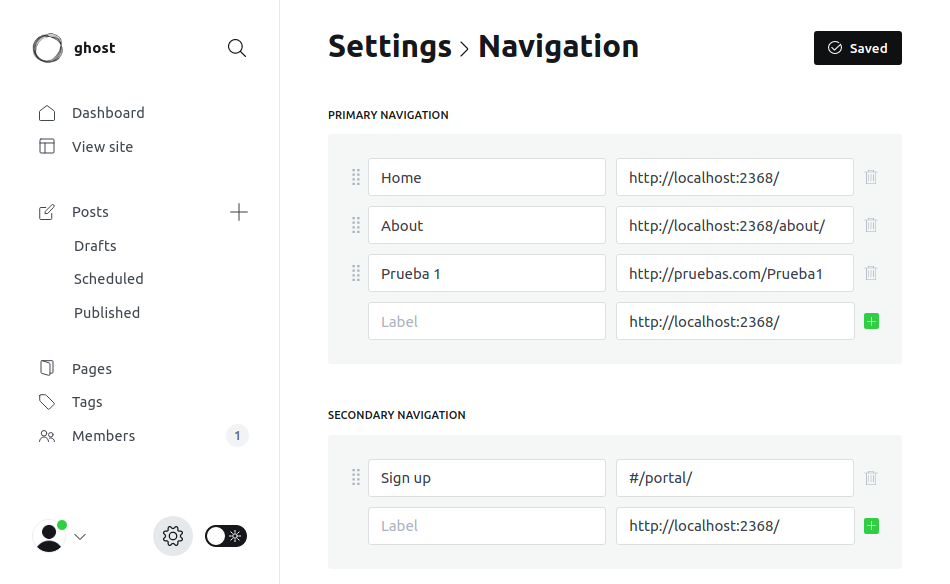 ghost
Dashboard
View site
Posts
Drafts
Scheduled
Published
Pages
Tags
Members 1
Settings > Navigation
Saved
PRIMARY NAVIGATION
Home http://localhost:2368/
About http://localhost:2368/about/
Prueba 1 http://pruebas.com/Prueba1
Label http://localhost:2368/
SECONDARY NAVIGATION
Sign up #/portal/
Label http://localhost:2368/